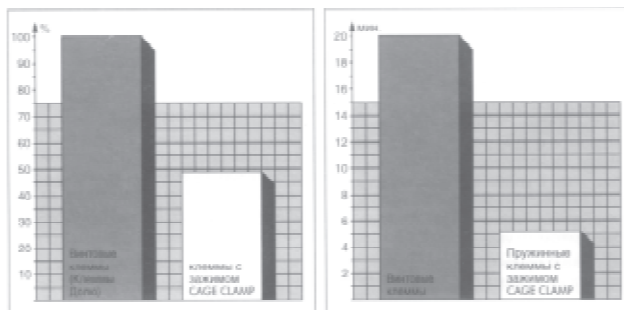 %
100
90
80
70
60
50
40
30
20
10
Винтовые
клеммы
(Клеммы
клеммы с
зажимом
CAGE CLAMP
мин.
20
18
16
14
12
10
8
6
4
2
Винтовые
клеммы
Пружинные
клеммы с
зажимом
CAGE CLAMP